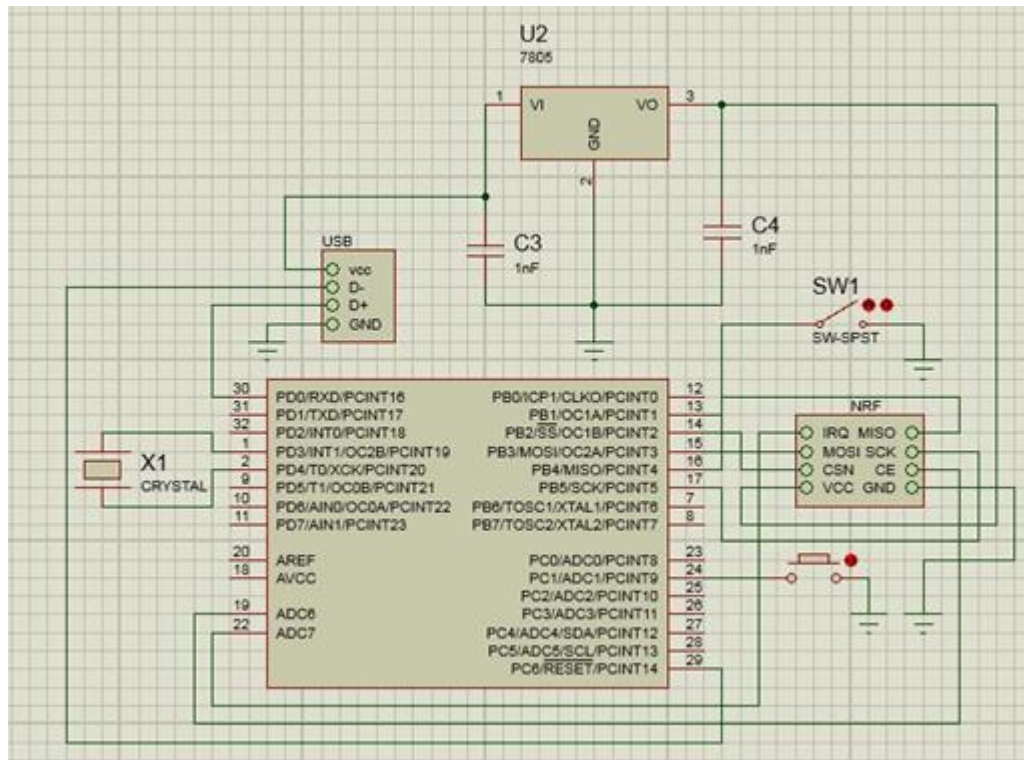 U2
7805
1 VI VO 3
GND
2
USB
vcc
D-
D+
GND
C3
1nF
C4
1nF
SW1
SW-SPST
X1
CRYSTAL
30 PD0/RXD/PCINT16
31 PD1/TXD/PCINT17
32 PD2/INT0/PCINT18
1 PD3/INT1/OC2B/PCINT19
2 PD4/T0/XCK/PCINT20
9 PD5/T1/OC0B/PCINT21
10 PD6/AIN0/OC0A/PCINT22
11 PD7/AIN1/PCINT23
20 AREF
18 AVCC
19 ADC6
22 ADC7
PB0/ICP1/CLKO/PCINT0 12
PB1/OC1A/PCINT1 13
PB2/SS/OC1B/PCINT2 14
PB3/MOSI/OC2A/PCINT3 15
PB4/MISO/PCINT4 16
PB5/SCK/PCINT5 17
PB6/TOSC1/XTAL1/PCINT6 7
PB7/TOSC2/XTAL2/PCINT7 8
PC0/ADC0/PCINT8 23
PC1/ADC1/PCINT9 24
PC2/ADC2/PCINT10 25
PC3/ADC3/PCINT11 26
PC4/ADC4/SDA/PCINT12 27
PC5/ADC5/SCL/PCINT13 28
PC6/RESET/PCINT14 29
NRF
IRQ MISO
MOSI SCK
CSN CE
VCC GND